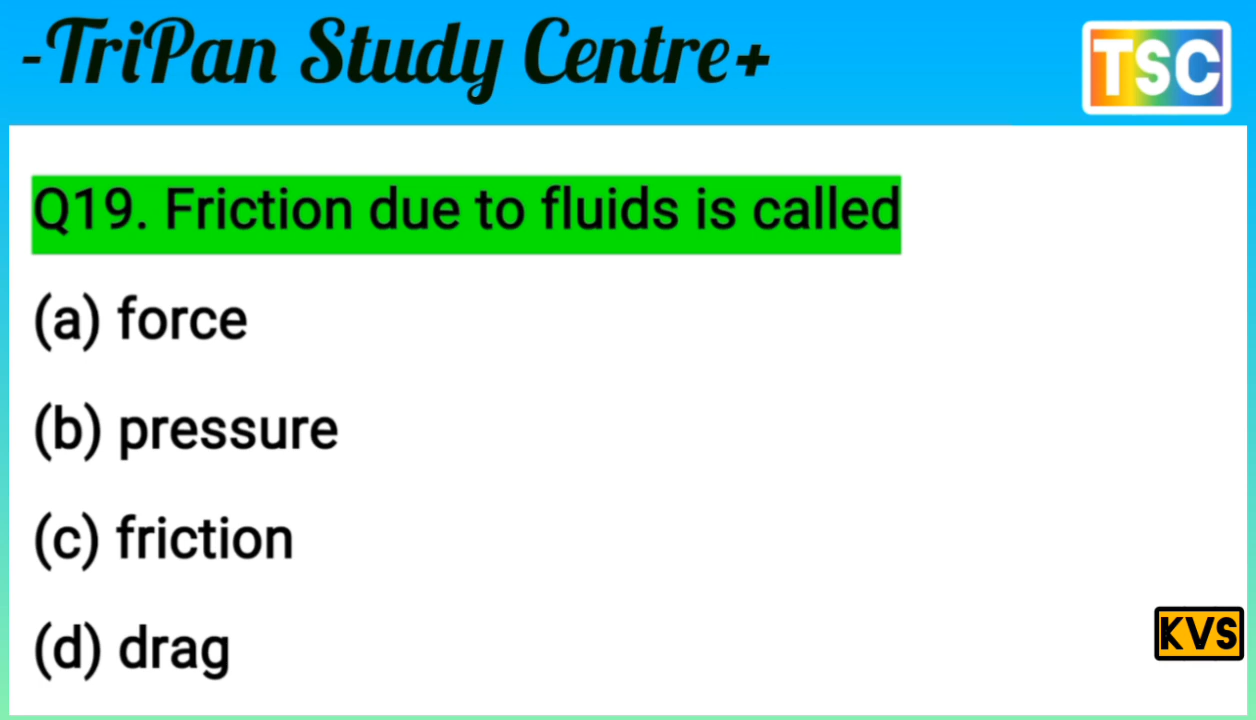 -TriPan Study Centre+
TSC
Q19. Friction due to fluids is called
(a) force
(b) pressure
(c) friction
(d) drag
KVS